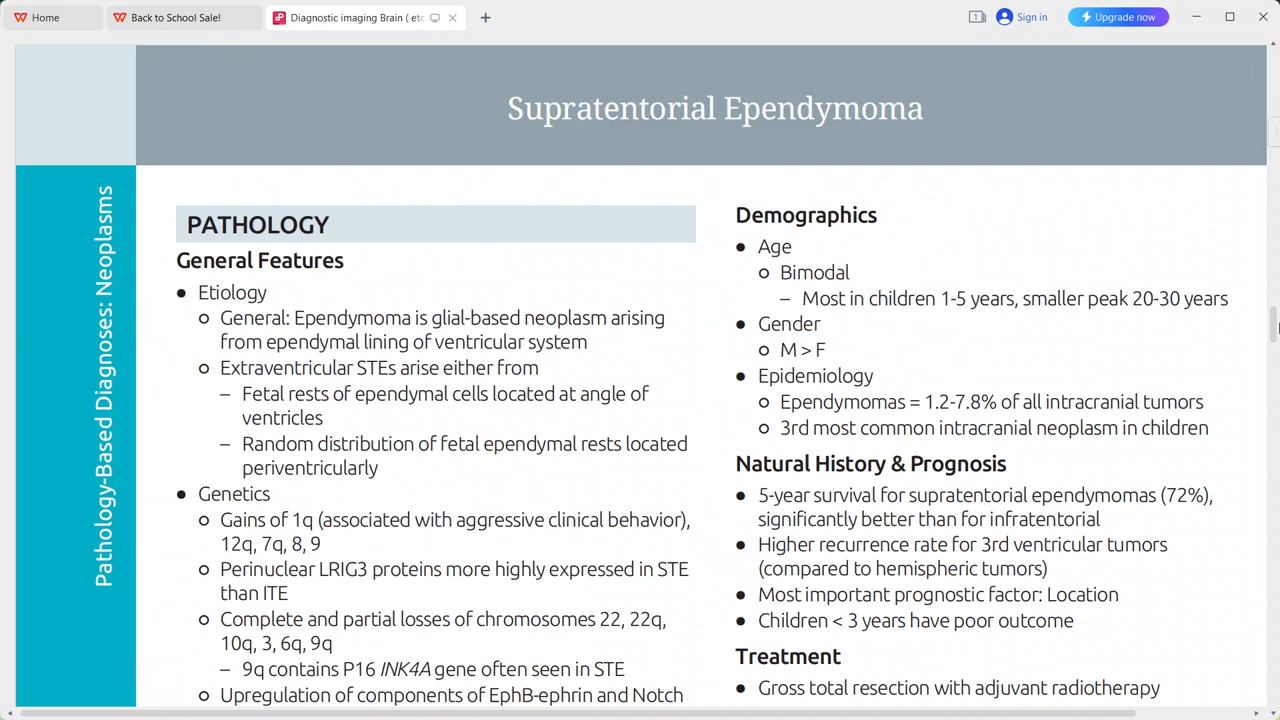 Home
Back to School Sale!
Diagnostic imaging Brain ( etc
1
Sign in
Upgrade now
Supratentorial Ependymoma
Pathology-Based Diagnoses: Neoplasms
PATHOLOGY
General Features
• Etiology
○ General: Ependymoma is glial-based neoplasm arising
from ependymal lining of ventricular system
○ Extraventricular STEs arise either from
– Fetal rests of ependymal cells located at angle of
ventricles
– Random distribution of fetal ependymal rests located
periventricularly
• Genetics
○ Gains of 1q (associated with aggressive clinical behavior),
12q, 7q, 8, 9
○ Perinuclear LRIG3 proteins more highly expressed in STE
than ITE
○ Complete and partial losses of chromosomes 22, 22q,
10q, 3, 6q, 9q
– 9q contains P16 INK4A gene often seen in STE
○ Upregulation of components of EphB-ephrin and Notch
Demographics
• Age
○ Bimodal
– Most in children 1-5 years, smaller peak 20-30 years
• Gender
○ M > F
• Epidemiology
○ Ependymomas = 1.2-7.8% of all intracranial tumors
○ 3rd most common intracranial neoplasm in children
Natural History & Prognosis
• 5-year survival for supratentorial ependymomas (72%),
significantly better than for infratentorial
• Higher recurrence rate for 3rd ventricular tumors
(compared to hemispheric tumors)
• Most important prognostic factor: Location
• Children < 3 years have poor outcome
Treatment
• Gross total resection with adjuvant radiotherapy